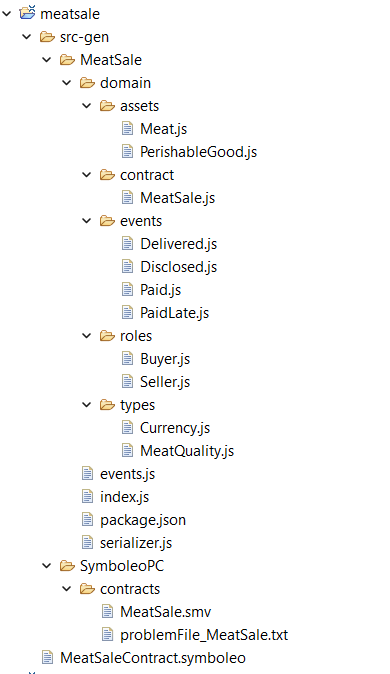 meatsale
src-gen
MeatSale
domain
assets
Meat.js
PerishableGood.js
contract
MeatSale.js
events
Delivered.js
Disclosed.js
Paid.js
PaidLate.js
roles
Buyer.js
Seller.js
types
Currency.js
MeatQuality.js
events.js
index.js
package.json
serializer.js
SymboleoPC
contracts
MeatSale.smv
problemFile_MeatSale.txt
MeatSaleContract.symboleo